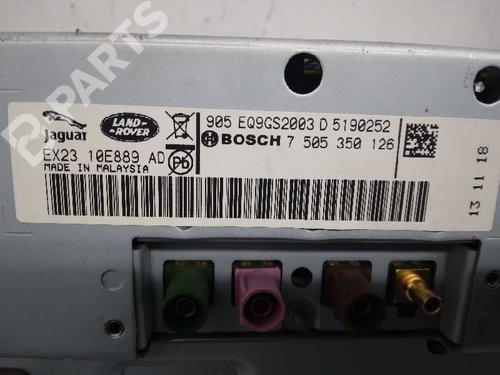 B-PARTS
905 EQ9GS2003 D 5190252
Jaguar
LAND-
ROVER
BOSCH 7 505 350 126
EX23 10E889 AD
Pb
MADE IN MALAYSIA
13 11 18